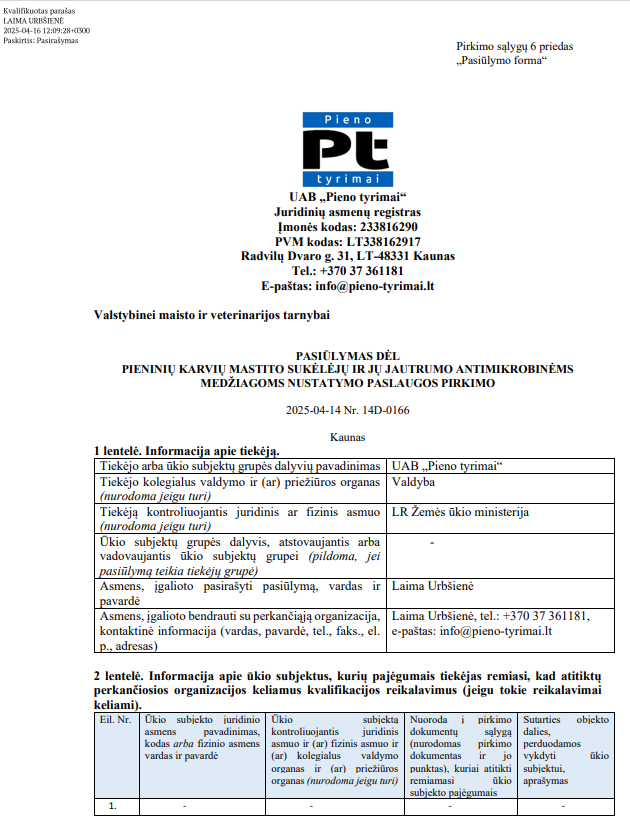 Kvalifikuotas parašas
LAIMA URBŠIENĖ
2025-04-16 12:09:28+0300
Paskirtis: Pasirašymas
Pirkimo sąlygų 6 priedas
„Pasiūlymo forma“
Pieno
Pt
tyrimai
UAB „Pieno tyrimai“
Juridinių asmenų registras
Įmonės kodas: 233816290
PVM kodas: LT338162917
Radvilų Dvaro g. 31, LT-48331 Kaunas
Tel.: +370 37 361181
E-paštas: info@pieno-tyrimai.lt
Valstybinei maisto ir veterinarijos tarnybai
PASIŪLYMAS DĖL
PIENINIŲ KARVIŲ MASTITO SUKĖLĖJŲ IR JŲ JAUTRUMO ANTIMIKROBINĖMS
MEDŽIAGOMS NUSTATYMO PASLAUGOS PIRKIMO
2025-04-14 Nr. 14D-0166
Kaunas
1 lentelė. Informacija apie tiekėją.
Tiekėjo arba ūkio subjektų grupės dalyvių pavadinimas
UAB „Pieno tyrimai“
Tiekėjo kolegialus valdymo ir (ar) priežiūros organas
(nurodoma jeigu turi)
Valdyba
Tiekėją kontroliuojantis juridinis ar fizinis asmuo
(nurodoma jeigu turi)
LR Žemės ūkio ministerija
Ūkio subjektų grupės dalyvis, atstovaujantis arba
vadovaujantis ūkio subjektų grupei (pildoma, jei
pasiūlymą teikia tiekėjų grupė)
-
Asmens, įgalioto pasirašyti pasiūlymą, vardas ir
pavardė
Laima Urbšienė
Asmens, įgalioto bendrauti su perkančiąja organizacija,
kontaktinė informacija (vardas, pavardė, tel., faks., el.
p., adresas)
Laima Urbšienė, tel.: +370 37 361181,
e-paštas: info@pieno-tyrimai.lt
2 lentelė. Informacija apie ūkio subjektus, kurių pajėgumais tiekėjas remiasi, kad atitiktų
perkančiosios organizacijos keliamus kvalifikacijos reikalavimus (jeigu tokie reikalavimai
keliami).
Eil. Nr.
Ūkio subjekto juridinio
asmens pavadinimas,
kodas arba fizinio asmens
vardas ir pavardė
Ūkio subjektą
kontroliuojantis juridinis
asmuo ir (ar) fizinis asmuo ir
(ar) kolegialus valdymo
organas ir (ar) priežiūros
organas (nurodoma jeigu turi)
Nuoroda į pirkimo
dokumentų sąlygą
(nurodomas pirkimo
dokumentas ir jo
punktas), kuriai atitikti
remiamasi ūkio
subjekto pajėgumais
Sutarties objekto
dalies,
perduodamos
vykdyti ūkio
subjektui,
aprašymas
1.
-
-
-
-